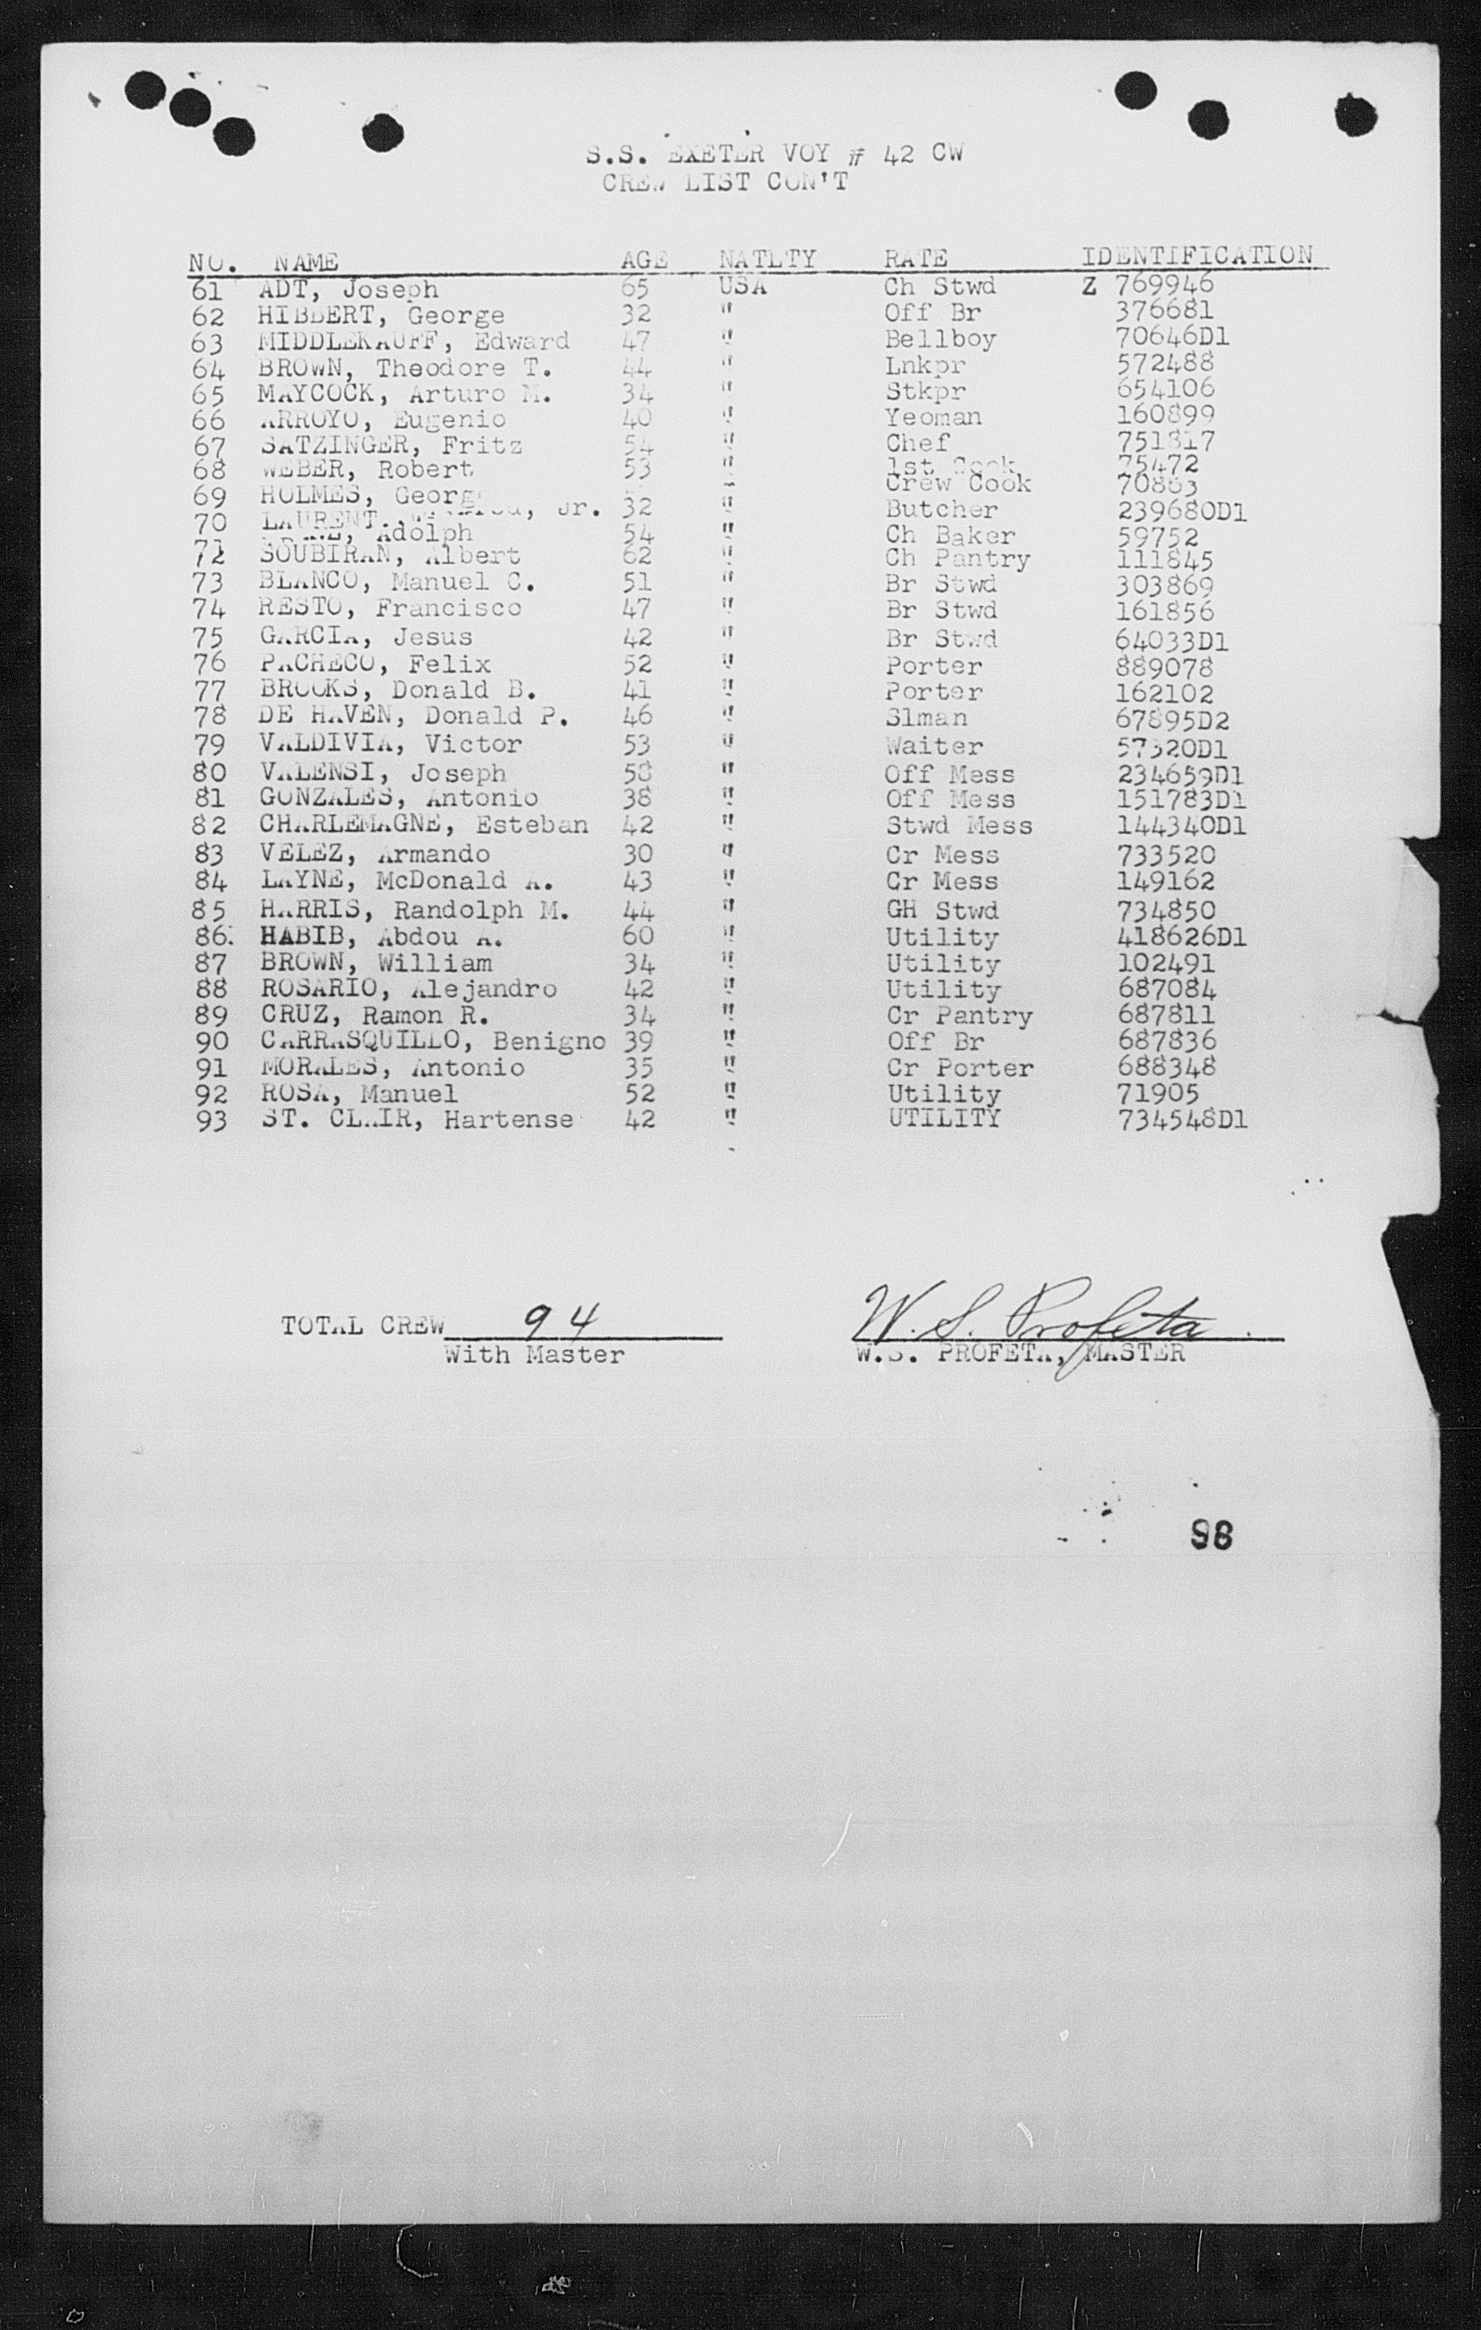 S.S. EXETER VOY # 42 CW
CREW LIST CON'T
NO. NAME AGE NATLTY RATE IDENTIFICATION
61 ADT, Joseph 65 USA Ch Stwd Z 769946
62 HIBBERT, George 32 " Off Br 376681
63 MIDDLEKAUFF, Edward 47 " Bellboy 70646D1
64 BROWN, Theodore T. 44 " Lnkpr 572488
65 MAYCOCK, Arturo M. 34 " Stkpr 654106
66 ARROYO, Eugenio 40 " Yeoman 160899
67 SATZINGER, Fritz 54 " Chef 751817
68 WEBER, Robert 53 " 1st Cook 75472
69 HOLMES, George " Crew Cook 70863
70 LAURENT, Jr. 32 " Butcher 239680D1
71 Adolph 54 " Ch Baker 59752
72 SOUBIRAN, Albert 62 " Ch Pantry 111845
73 BLANCO, Manuel C. 51 " Br Stwd 303869
74 RESTO, Francisco 47 " Br Stwd 161856
75 GARCIA, Jesus 42 " Br Stwd 64033D1
76 PACHECO, Felix 52 " Porter 889078
77 BROOKS, Donald B. 41 " Porter 162102
78 DE HAVEN, Donald P. 46 " Slman 67895D2
79 VALDIVIA, Victor 53 " Waiter 57320D1
80 VALENSI, Joseph 58 " Off Mess 234659D1
81 GONZALES, Antonio 38 " Off Mess 151783D1
82 CHARLEMAGNE, Esteban 42 " Stwd Mess 144340D1
83 VELEZ, Armando 30 " Cr Mess 733520
84 LAYNE, McDonald A. 43 " Cr Mess 149162
85 HARRIS, Randolph M. 44 " GH Stwd 734850
86. HABIB, Abdou A. 60 " Utility 418626D1
87 BROWN, William 34 " Utility 102491
88 ROSARIO, Alejandro 42 " Utility 687084
89 CRUZ, Ramon R. 34 " Cr Pantry 687811
90 CARRASQUILLO, Benigno 39 " Off Br 687836
91 MORALES, Antonio 35 " Cr Porter 688348
92 ROSA, Manuel 52 " Utility 71905
93 ST. CLAIR, Hartense 42 " UTILITY 734548D1
TOTAL CREW 94 W. S. Profeta
With Master W.S. PROFETA, MASTER
98